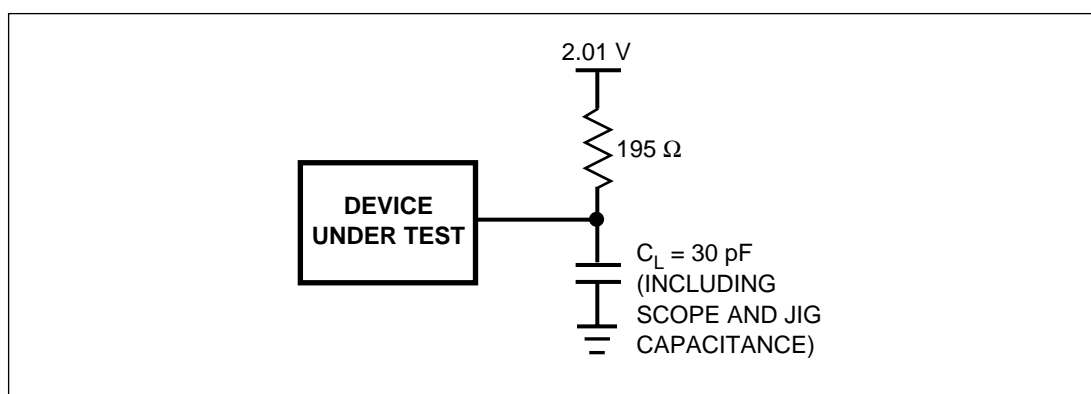 2.01 V
195 Ω
DEVICE
UNDER TEST
C_L = 30 pF
(INCLUDING
SCOPE AND JIG
CAPACITANCE)